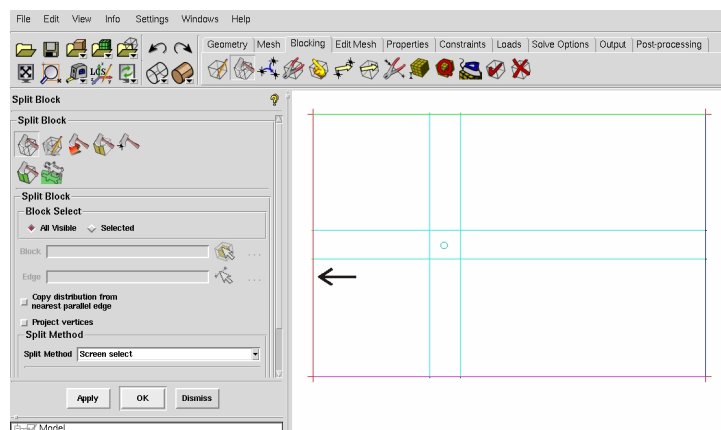 File Edit View Info Settings Windows Help
Geometry Mesh Blocking Edit Mesh Properties Constraints Loads Solve Options Output Post-processing
Split Block
Split Block
Split Block
Block Select
All Visible Selected
Block ...
Edge ...
Copy distribution from
nearest parallel edge
Project vertices
Split Method
Split Method Screen select
Apply OK Dismiss
Model